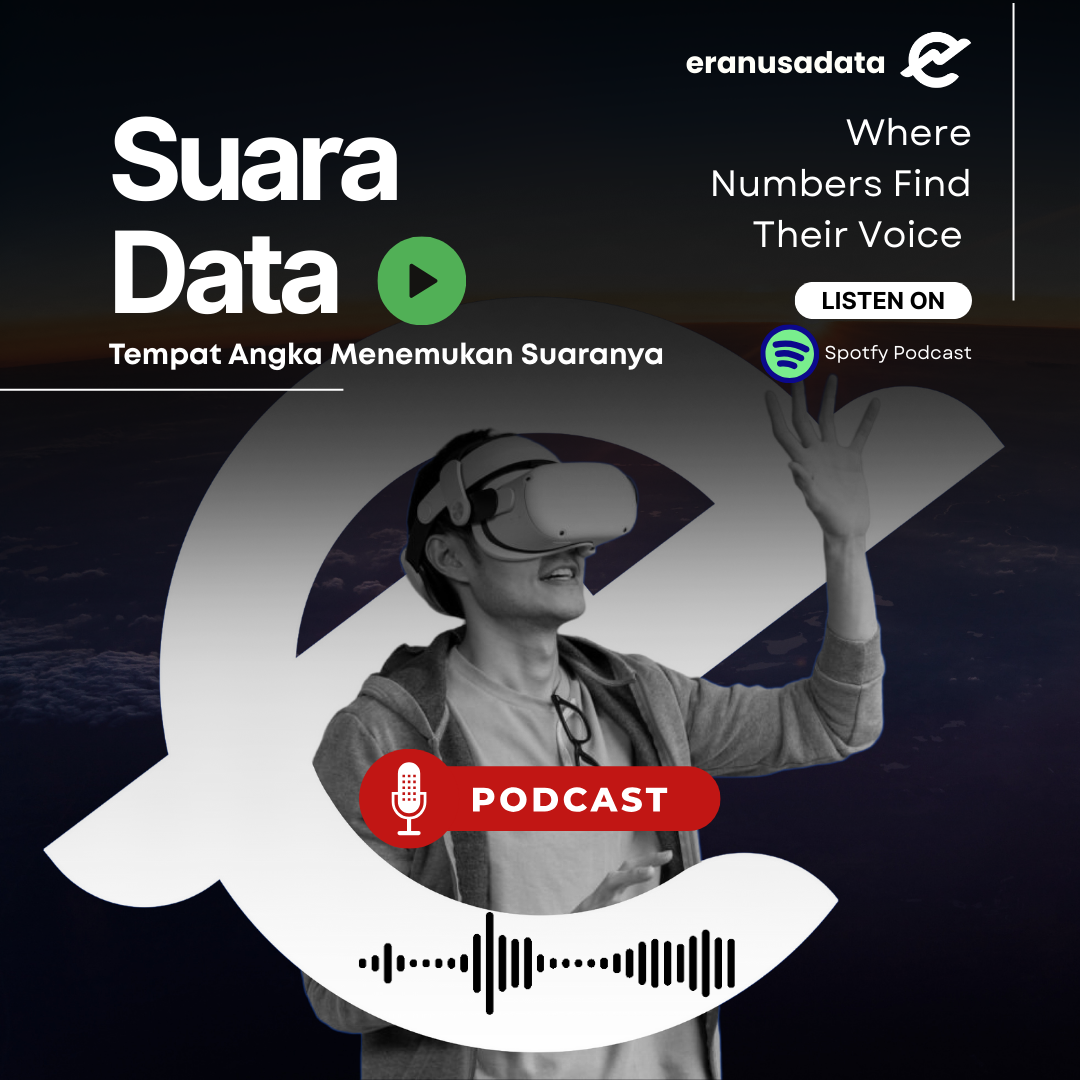 eranusadata
Suara
Data
Tempat Angka Menemukan Suaranya
Where
Numbers Find
Their Voice
LISTEN ON
Spotfy Podcast
PODCAST